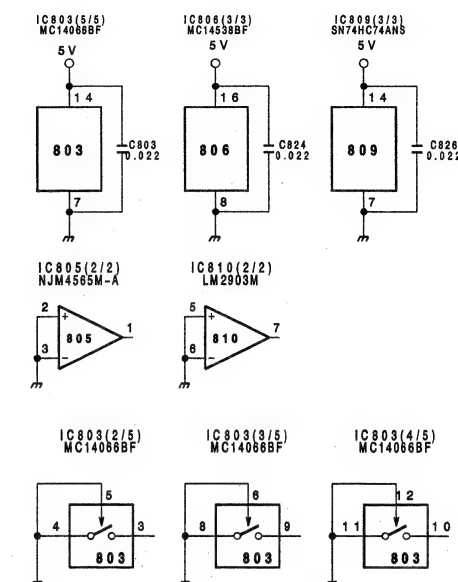 IC803(5/5)
MC14066BF
5V
14
803
C803
0.022
7
IC806(3/3)
MC14538BF
5V
16
806
C824
0.022
8
IC809(3/3)
SN74HC74ANS
5V
14
809
C826
0.022
7
IC805(2/2)
NJM4565M-A
2
+
805
1
3
−
IC810(2/2)
LM2903M
5
+
810
7
6
−
IC803(2/5)
MC14066BF
5
4
3
803
IC803(3/5)
MC14066BF
6
8
9
803
IC803(4/5)
MC14066BF
12
11
10
803